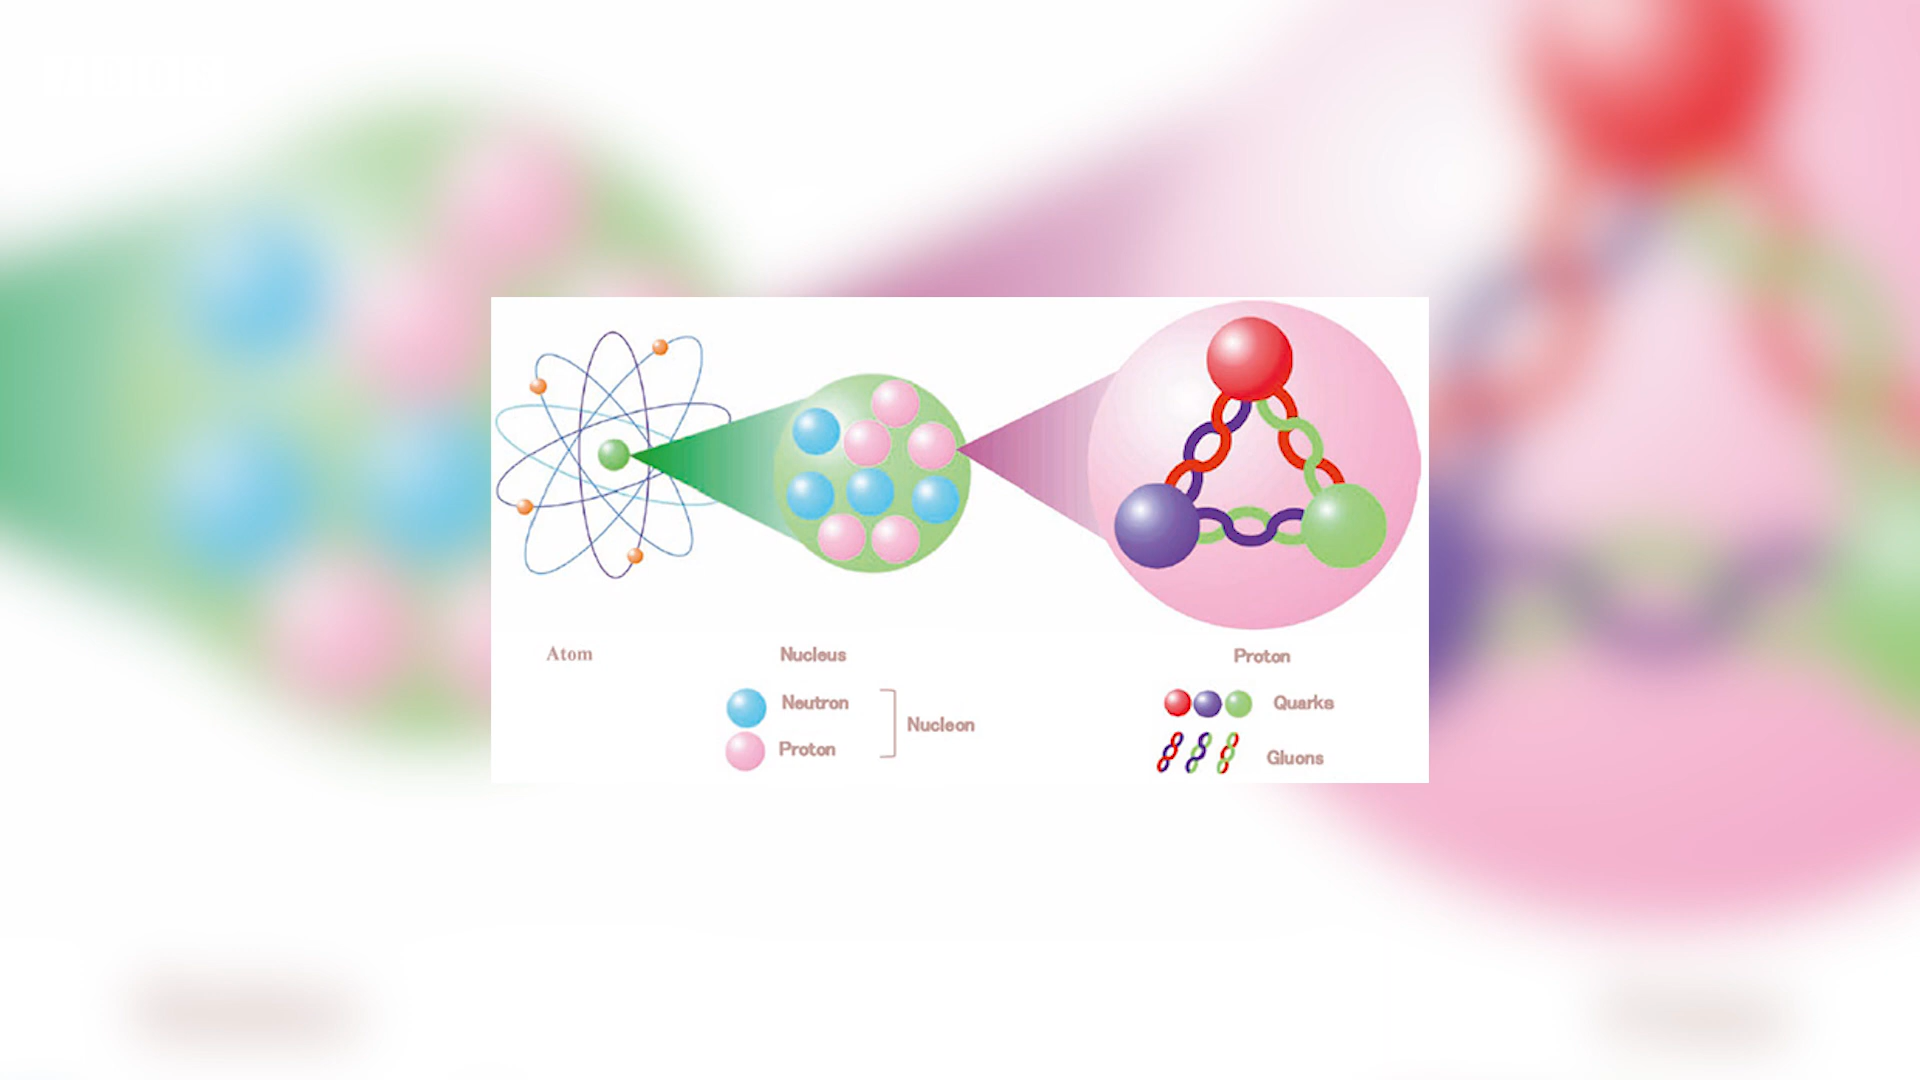 Atom
Nucleus
Proton
Neutron
Proton
Nucleon
Quarks
Gluons